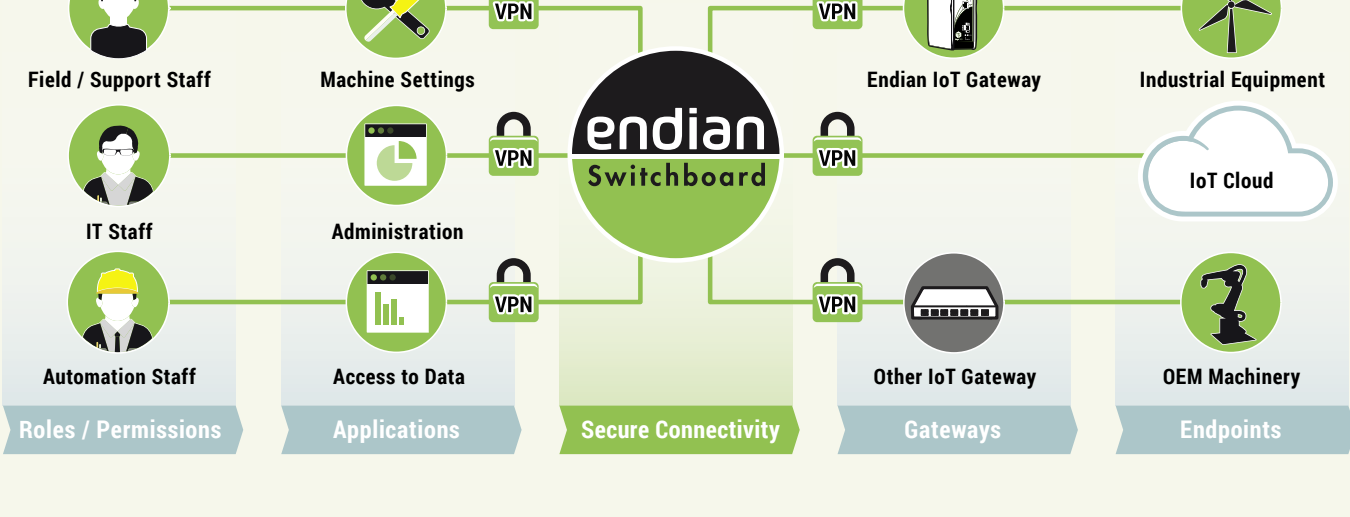 VPN
VPN
Field / Support Staff
Machine Settings
Endian IoT Gateway
Industrial Equipment
endian
Switchboard
VPN
VPN
IoT Cloud
IT Staff
Administration
VPN
VPN
Automation Staff
Access to Data
Other IoT Gateway
OEM Machinery
Roles / Permissions
Applications
Secure Connectivity
Gateways
Endpoints